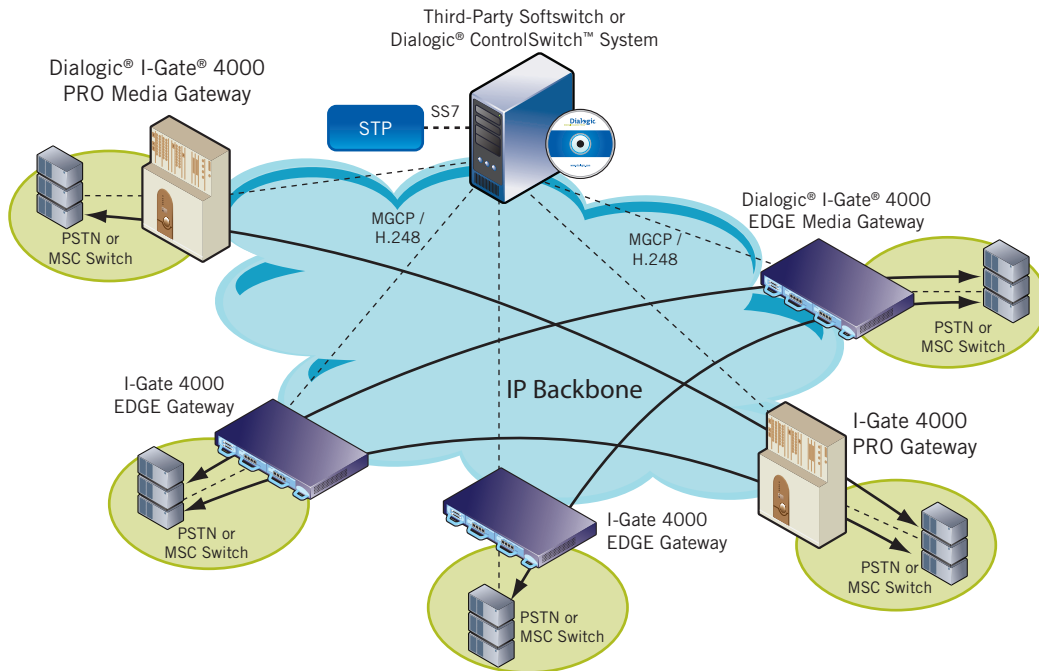 Third-Party Softswitch or
Dialogic® ControlSwitch™ System
Dialogic® I-Gate® 4000
PRO Media Gateway
STP
SS7
Dialogic
PSTN or
MSC Switch
MGCP /
H.248
MGCP /
H.248
Dialogic® I-Gate® 4000
EDGE Media Gateway
PSTN or
MSC Switch
I-Gate 4000
EDGE Gateway
IP Backbone
I-Gate 4000
PRO Gateway
PSTN or
MSC Switch
I-Gate 4000
EDGE Gateway
PSTN or
MSC Switch
PSTN or
MSC Switch